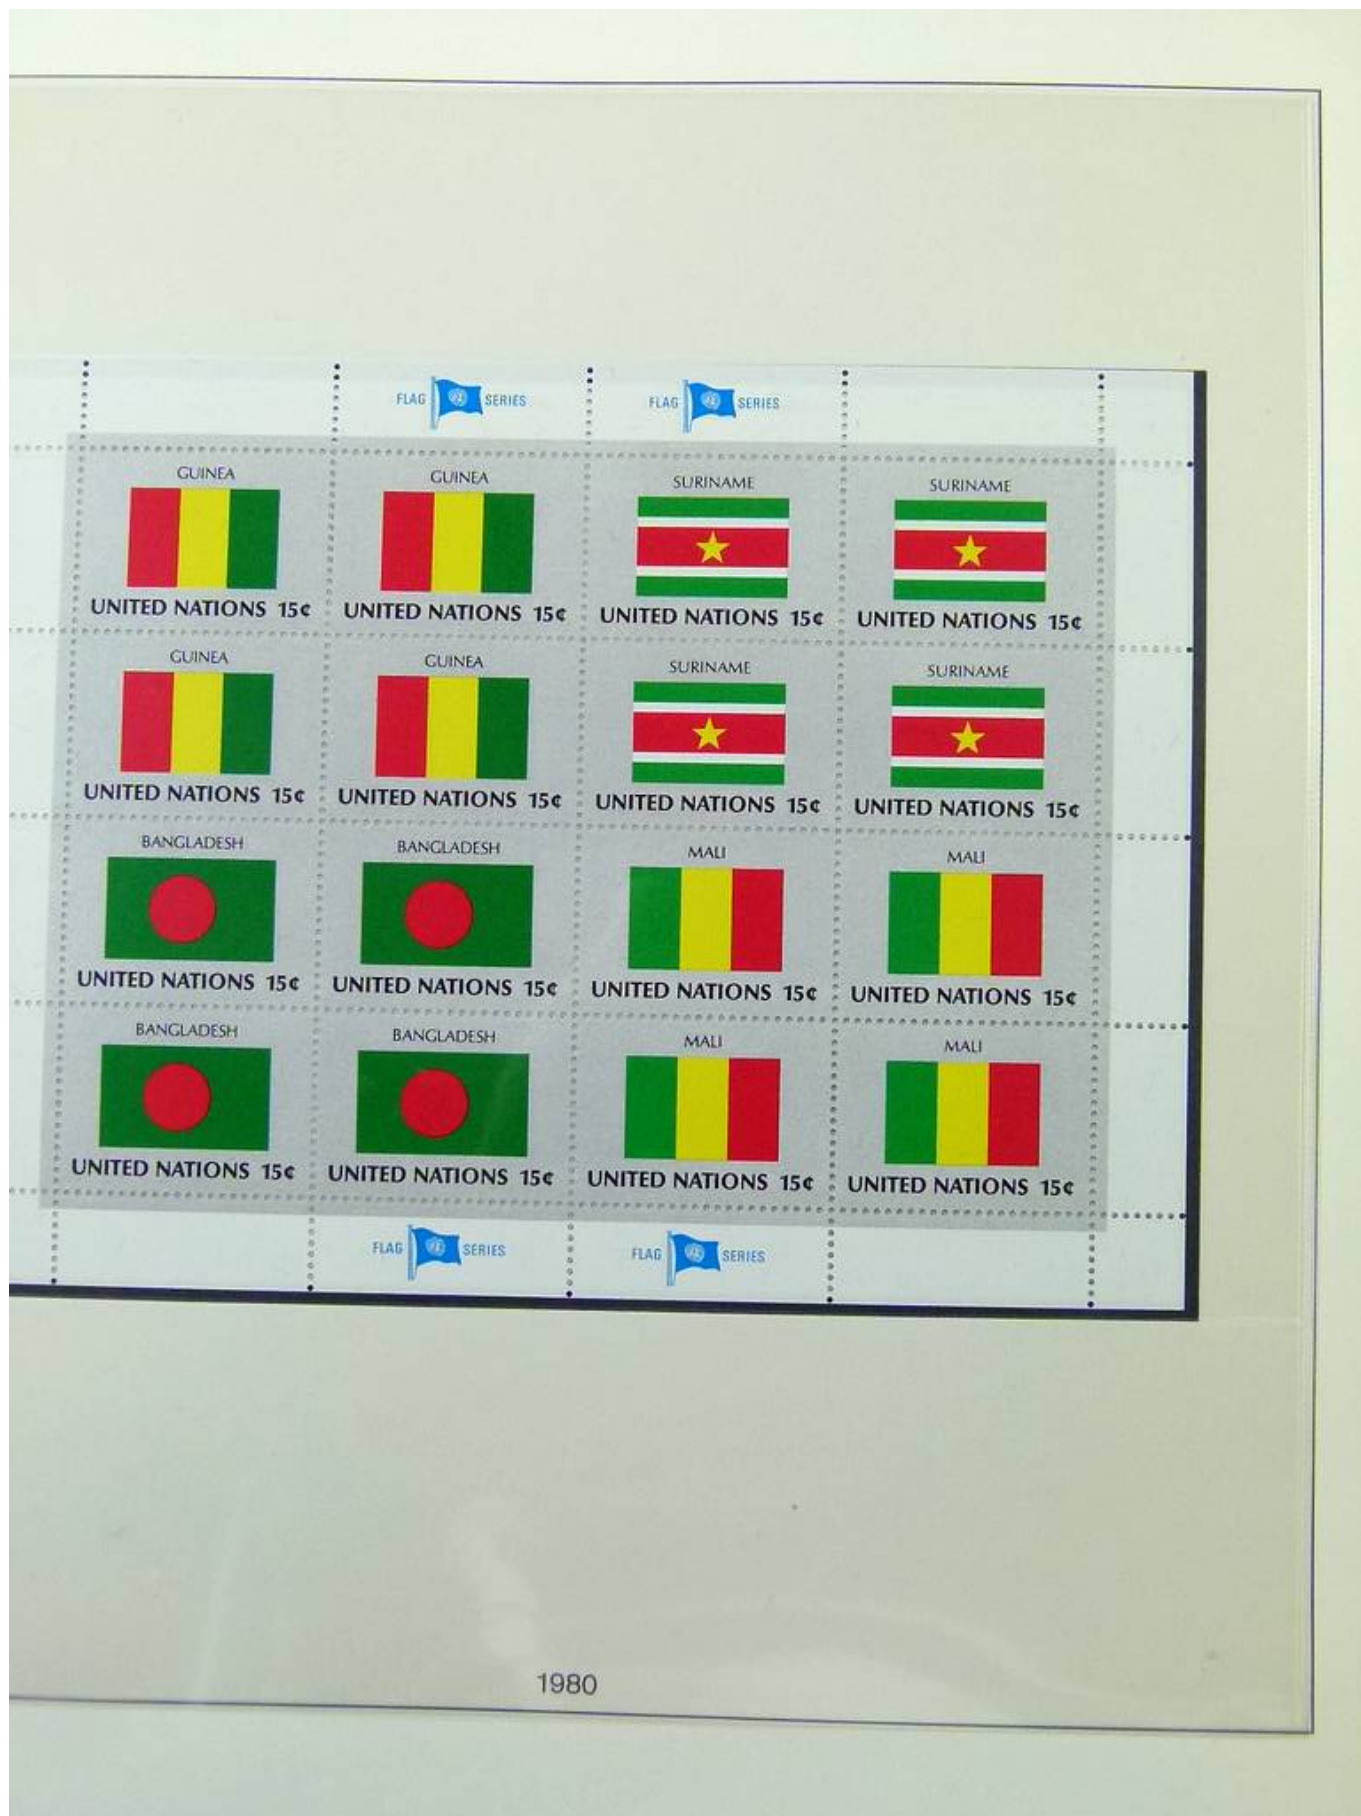 FLAG SERIES FLAG SERIES
GUINEA GUINEA SURINAME SURINAME
UNITED NATIONS 15¢ UNITED NATIONS 15¢ UNITED NATIONS 15¢ UNITED NATIONS 15¢
GUINEA GUINEA SURINAME SURINAME
UNITED NATIONS 15¢ UNITED NATIONS 15¢ UNITED NATIONS 15¢ UNITED NATIONS 15¢
BANGLADESH BANGLADESH MALI MALI
UNITED NATIONS 15¢ UNITED NATIONS 15¢ UNITED NATIONS 15¢ UNITED NATIONS 15¢
BANGLADESH BANGLADESH MALI MALI
UNITED NATIONS 15¢ UNITED NATIONS 15¢ UNITED NATIONS 15¢ UNITED NATIONS 15¢
FLAG SERIES FLAG SERIES
1980